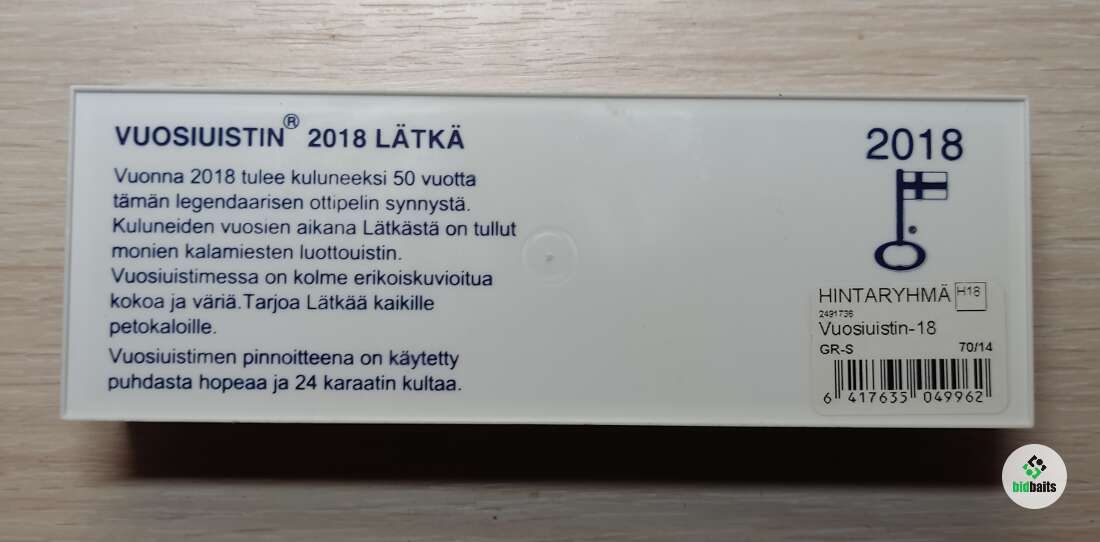 VUOSIUISTIN® 2018 LÄTKÄ
Vuonna 2018 tulee kuluneeksi 50 vuotta
tämän legendaarisen ottipelin synnystä.
Kuluneiden vuosien aikana Lätkästä on tullut
monien kalamiesten luottouistin.
Vuosiuistimessa on kolme erikoiskuvioitua
kokoa ja väriä.Tarjoa Lätkää kaikille
petokaloille.
Vuosiuistimen pinnoitteena on käytetty
puhdasta hopeaa ja 24 karaatin kultaa.
2018
®
HINTARYHMÄ H18
2491736
Vuosiuistin-18
GR-S 70/14
6 417635 049962
bidbaits